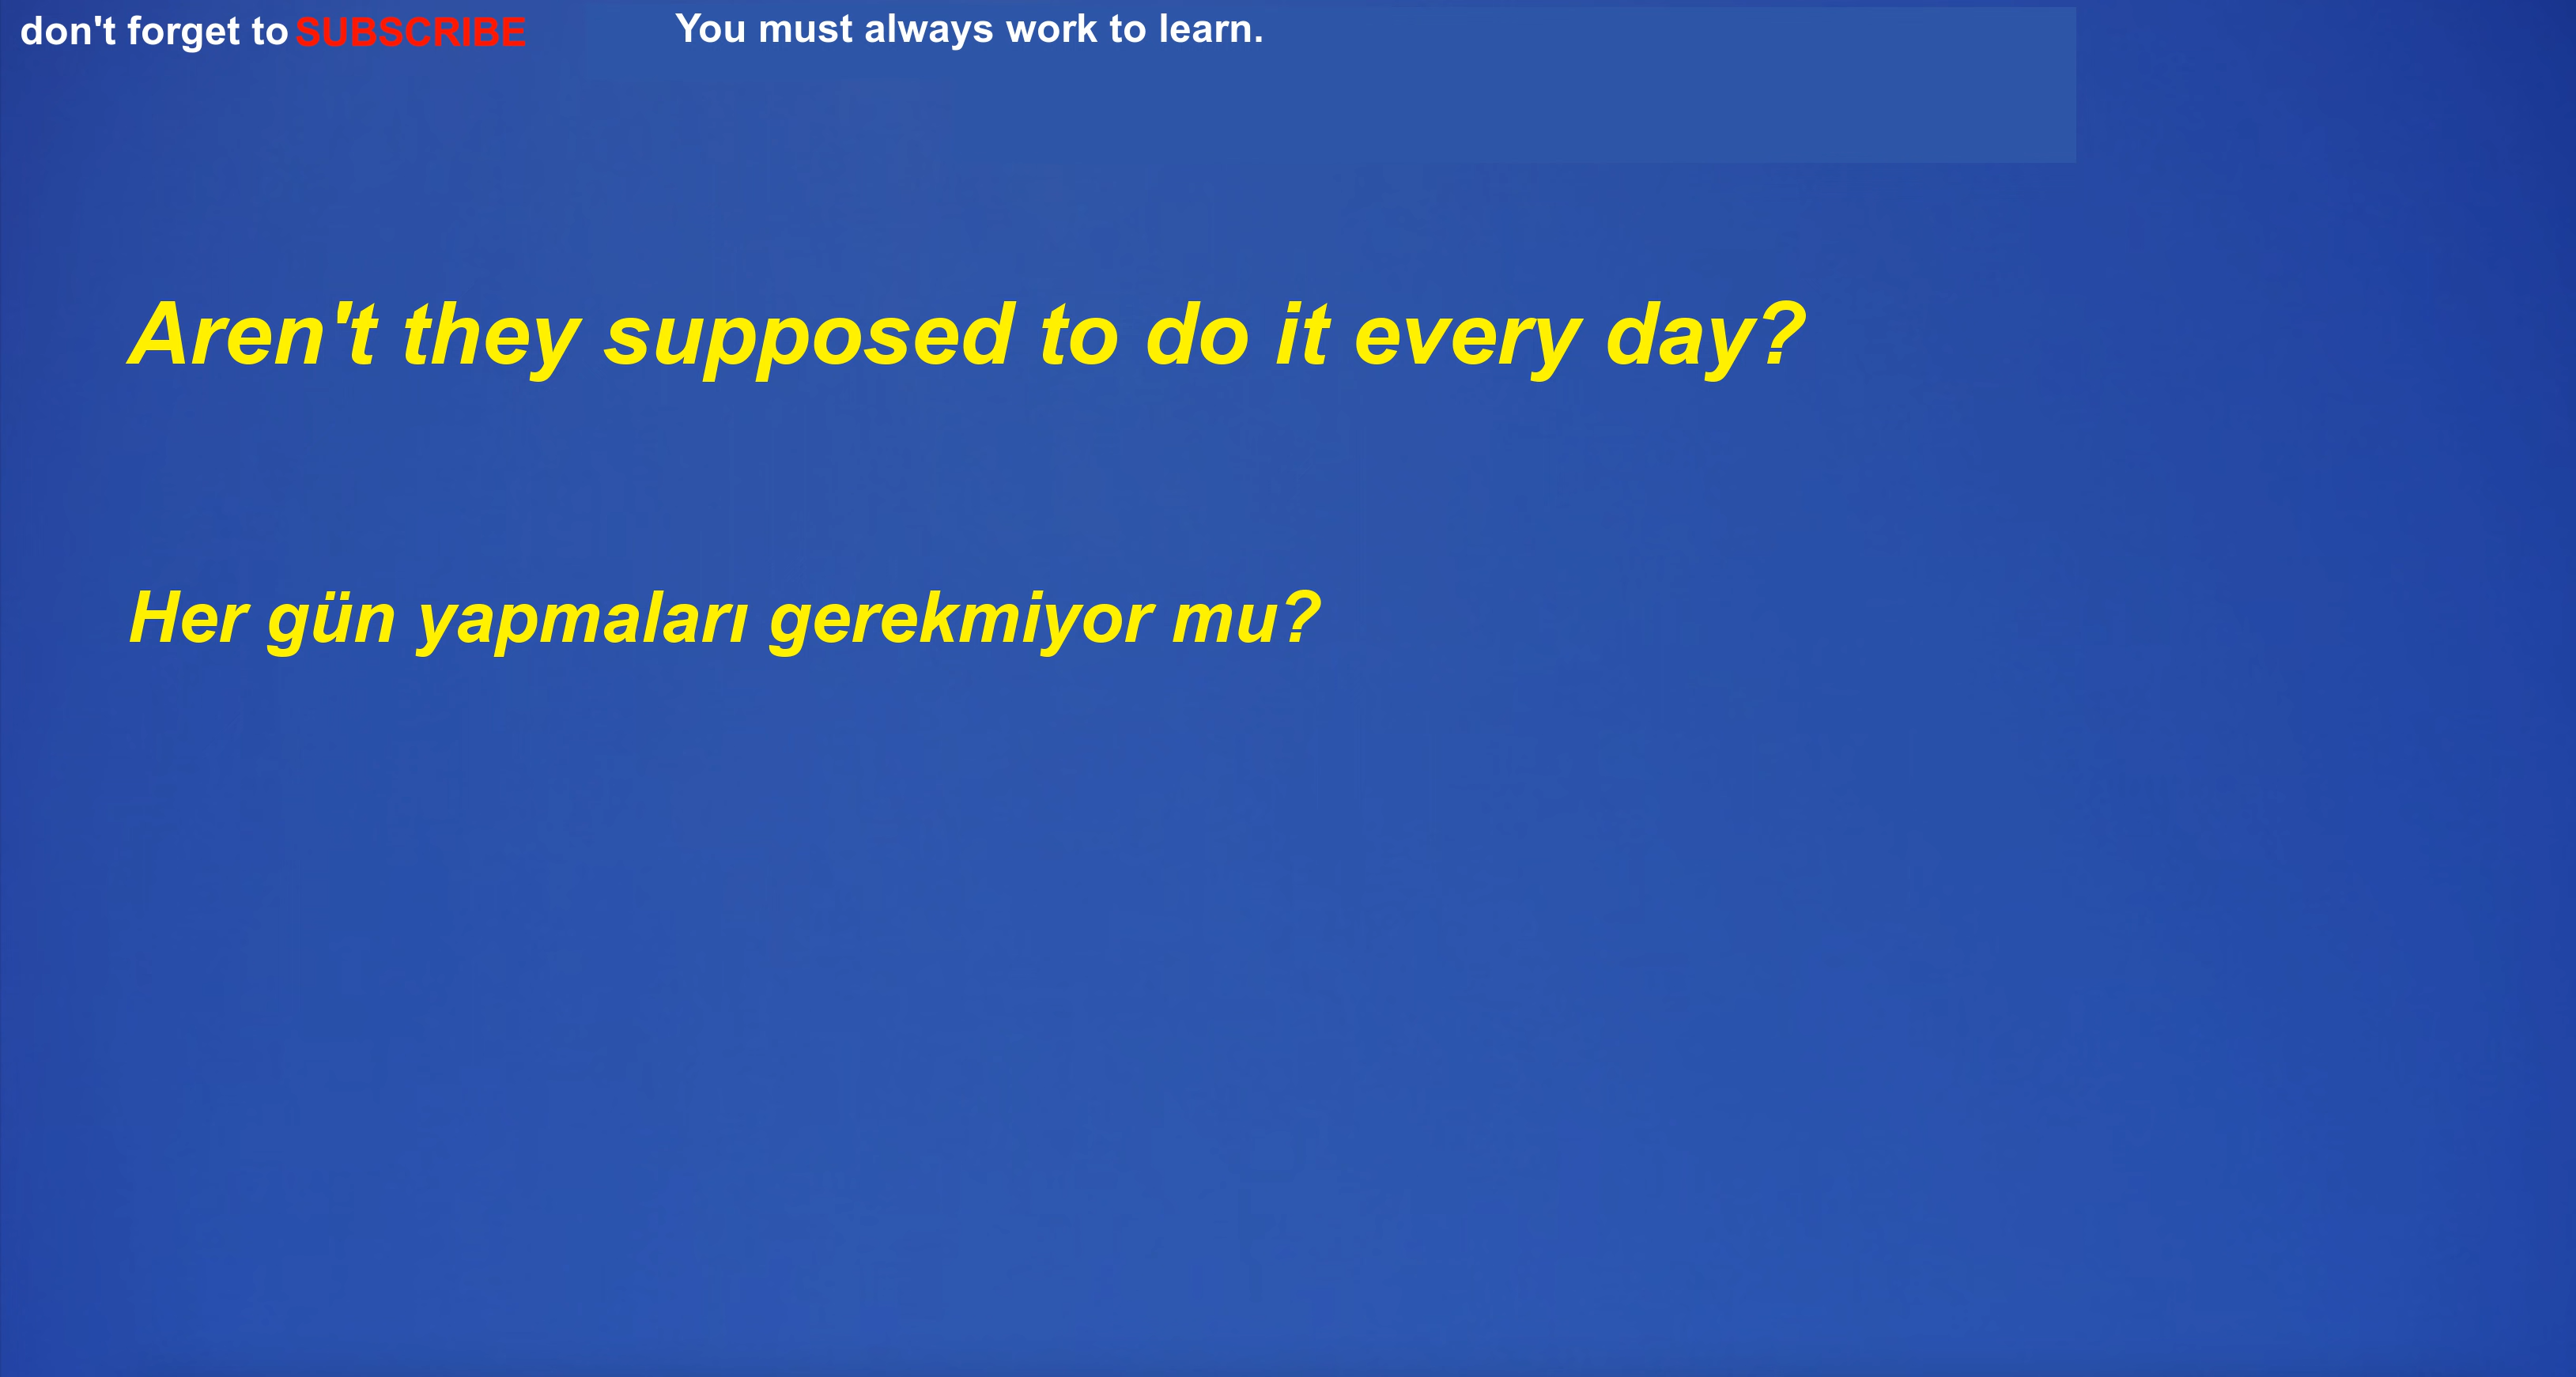 don't forget to SUBSCRIBE You must always work to learn.
Aren't they supposed to do it every day?
Her gün yapmaları gerekmiyor mu?